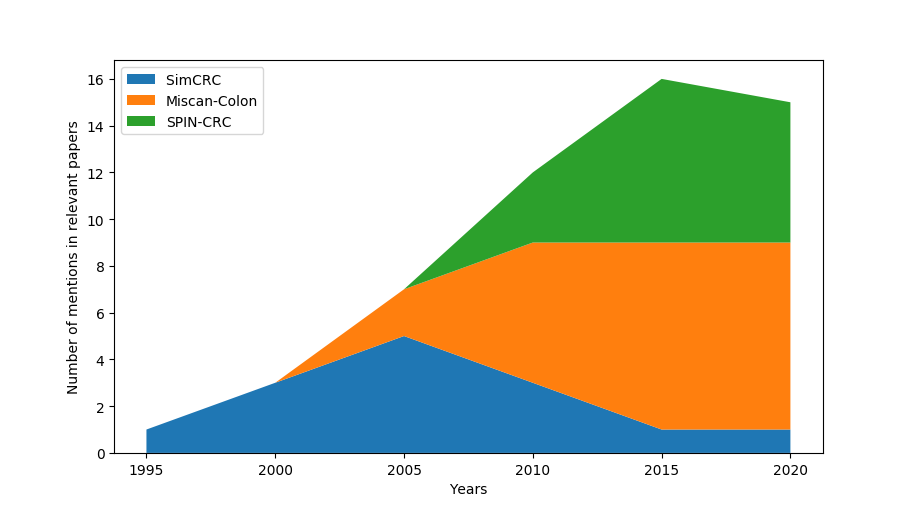 SimCRC
Miscan-Colon
SPIN-CRC
Number of mentions in relevant papers
16
14
12
10
8
6
4
2
0
1995 2000 2005 2010 2015 2020
Years